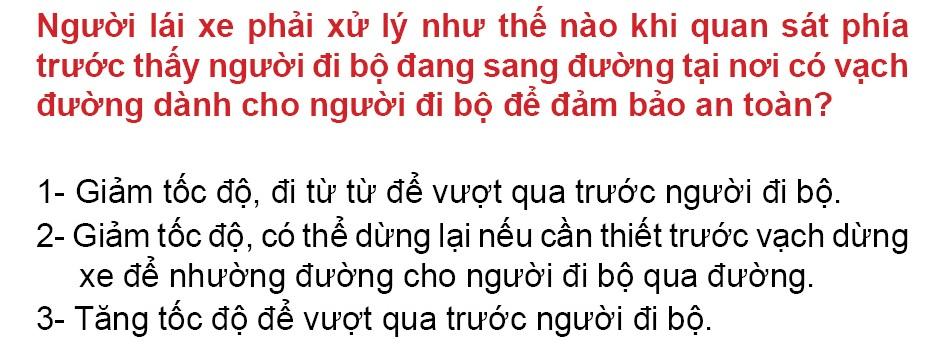 Người lái xe phải xử lý như thế nào khi quan sát phía
trước thấy người đi bộ đang sang đường tại nơi có vạch
đường dành cho người đi bộ để đảm bảo an toàn?
1- Giảm tốc độ, đi từ từ để vượt qua trước người đi bộ.
2- Giảm tốc độ, có thể dừng lại nếu cần thiết trước vạch dừng
xe để nhường đường cho người đi bộ qua đường.
3- Tăng tốc độ để vượt qua trước người đi bộ.